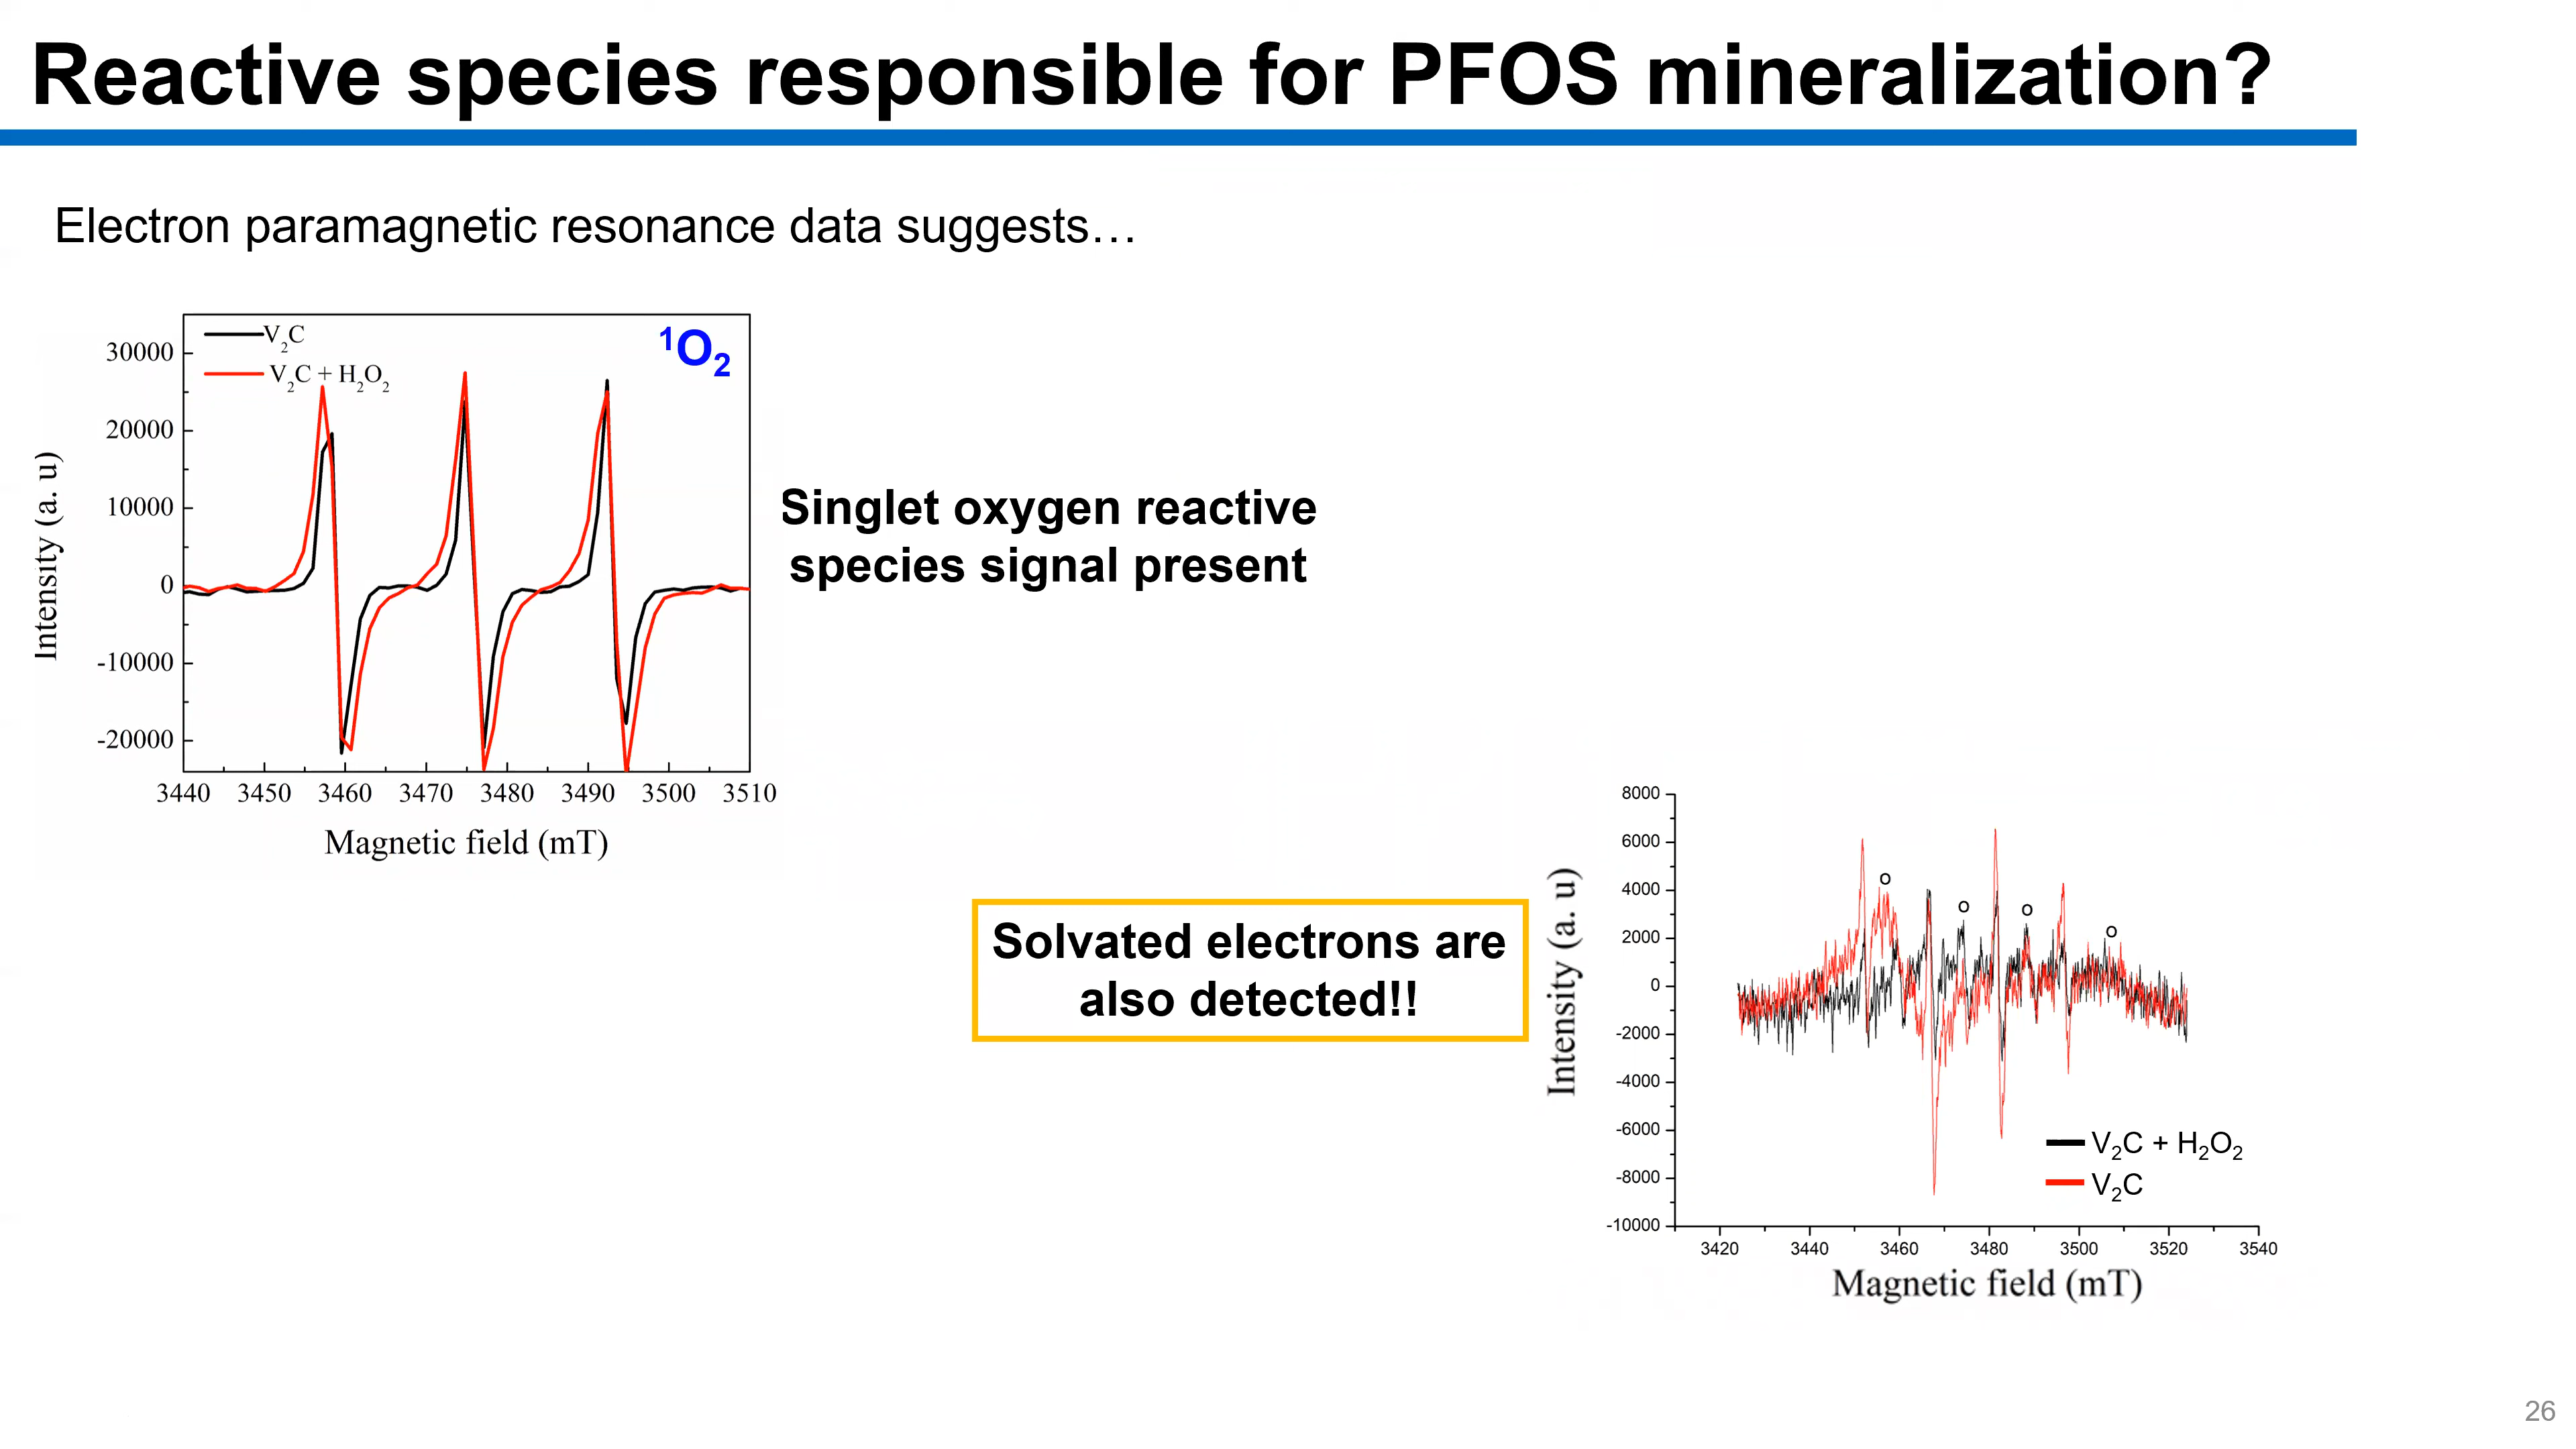 Reactive species responsible for PFOS mineralization?
Electron paramagnetic resonance data suggests…
V₂C
V₂C + H₂O₂
¹O₂
30000
20000
10000
0
-10000
-20000
Intensity (a. u)
3440 3450 3460 3470 3480 3490 3500 3510
Magnetic field (mT)
Singlet oxygen reactive
species signal present
Solvated electrons are
also detected!!
8000
6000
4000
2000
0
-2000
-4000
-6000
-8000
-10000
Intensity (a. u)
o o o o
V₂C + H₂O₂
V₂C
3420 3440 3460 3480 3500 3520 3540
Magnetic field (mT)
26